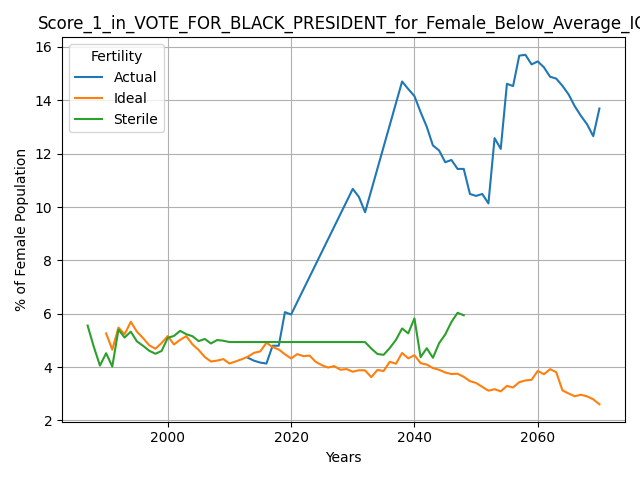 Score_1_in_VOTE_FOR_BLACK_PRESIDENT_for_Female_Below_Average_IQ
Fertility
Actual
Ideal
Sterile
% of Female Population
16
14
12
10
8
6
4
2
2000 2020 2040 2060
Years